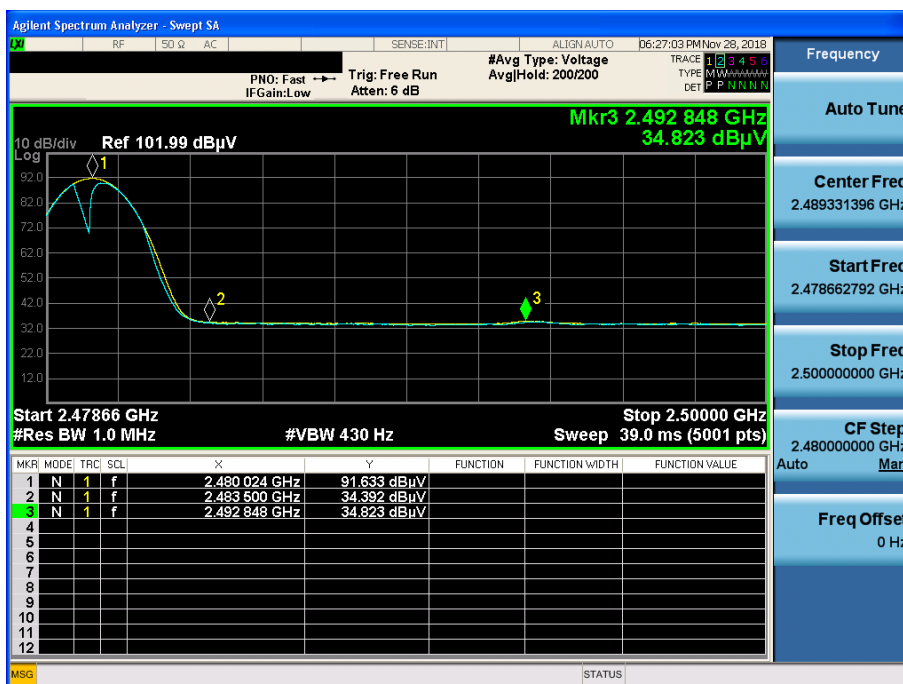 Agilent Spectrum Analyzer - Swept SA
LXI RF 50 Ω AC SENSE:INT ALIGN AUTO 06:27:03 PM Nov 28, 2018
PNO: Fast Trig: Free Run #Avg Type: Voltage TRACE 1 2 3 4 5 6
IFGain:Low Atten: 6 dB Avg|Hold: 200/200 TYPE M W W W W W
DET P P N N N N
Mkr3 2.492 848 GHz
34.823 dBµV
10 dB/div Ref 101.99 dBµV
Log
92.0
82.0
72.0
62.0
52.0
42.0
32.0
22.0
12.0
1
2
3
Start 2.47866 GHz Stop 2.50000 GHz
#Res BW 1.0 MHz #VBW 430 Hz Sweep 39.0 ms (5001 pts)
MKR MODE TRC SCL X Y FUNCTION FUNCTION WIDTH FUNCTION VALUE
1 N 1 f 2.480 024 GHz 91.633 dBµV
2 N 1 f 2.483 500 GHz 34.392 dBµV
3 N 1 f 2.492 848 GHz 34.823 dBµV
4
5
6
7
8
9
10
11
12
MSG STATUS
Frequency
Auto Tune
Center Freq
2.489331396 GHz
Start Freq
2.478662792 GHz
Stop Freq
2.500000000 GHz
CF Step
2.480000000 GHz
Auto Man
Freq Offset
0 Hz